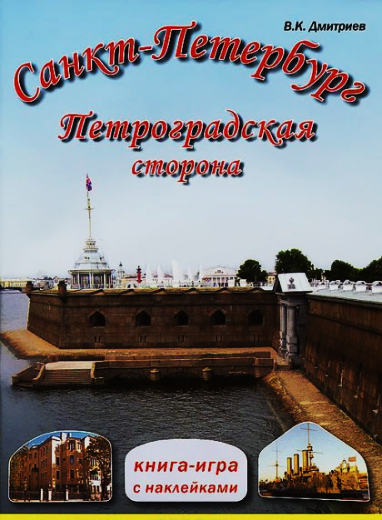 В.К. Дмитриев
Санкт-Петербург
Петроградская
сторона
книга-игра
с наклейками